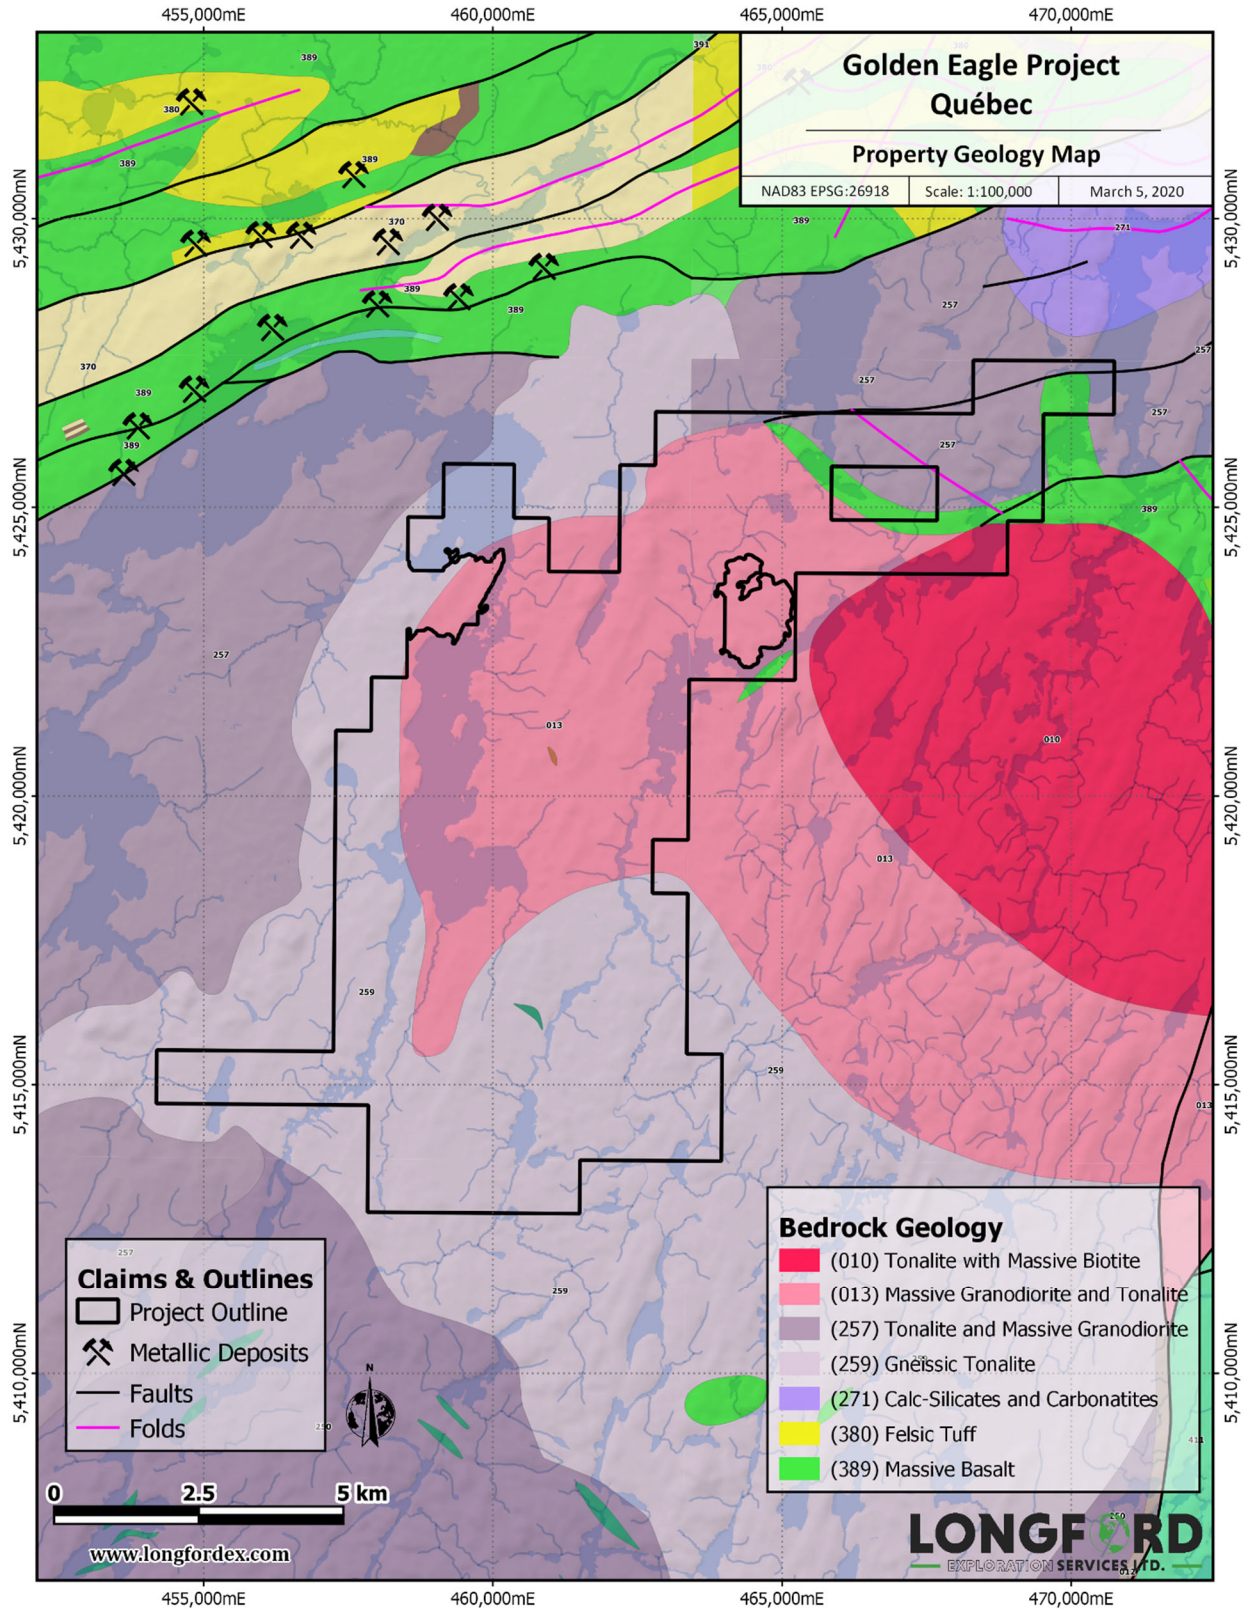 455,000mE 460,000mE 465,000mE 470,000mE
Golden Eagle Project
Québec
Property Geology Map
NAD83 EPSG:26918 Scale: 1:100,000 March 5, 2020
5,430,000mN
5,425,000mN
5,420,000mN
5,415,000mN
5,410,000mN
5,430,000mN
5,425,000mN
5,420,000mN
5,415,000mN
5,410,000mN
389
391
380
380
380
389
389
370
389
271
389
257
389
257
370
257
389
257
389
257
389
257
013
010
013
259
259
013
257
259
250
411
250
Claims & Outlines
Project Outline
Metallic Deposits
Faults
Folds
N
0 2.5 5 km
www.longfordex.com
Bedrock Geology
(010) Tonalite with Massive Biotite
(013) Massive Granodiorite and Tonalite
(257) Tonalite and Massive Granodiorite
(259) Gneissic Tonalite
(271) Calc-Silicates and Carbonatites
(380) Felsic Tuff
(389) Massive Basalt
LONGFORD
EXPLORATION SERVICES LTD.
455,000mE 460,000mE 465,000mE 470,000mE